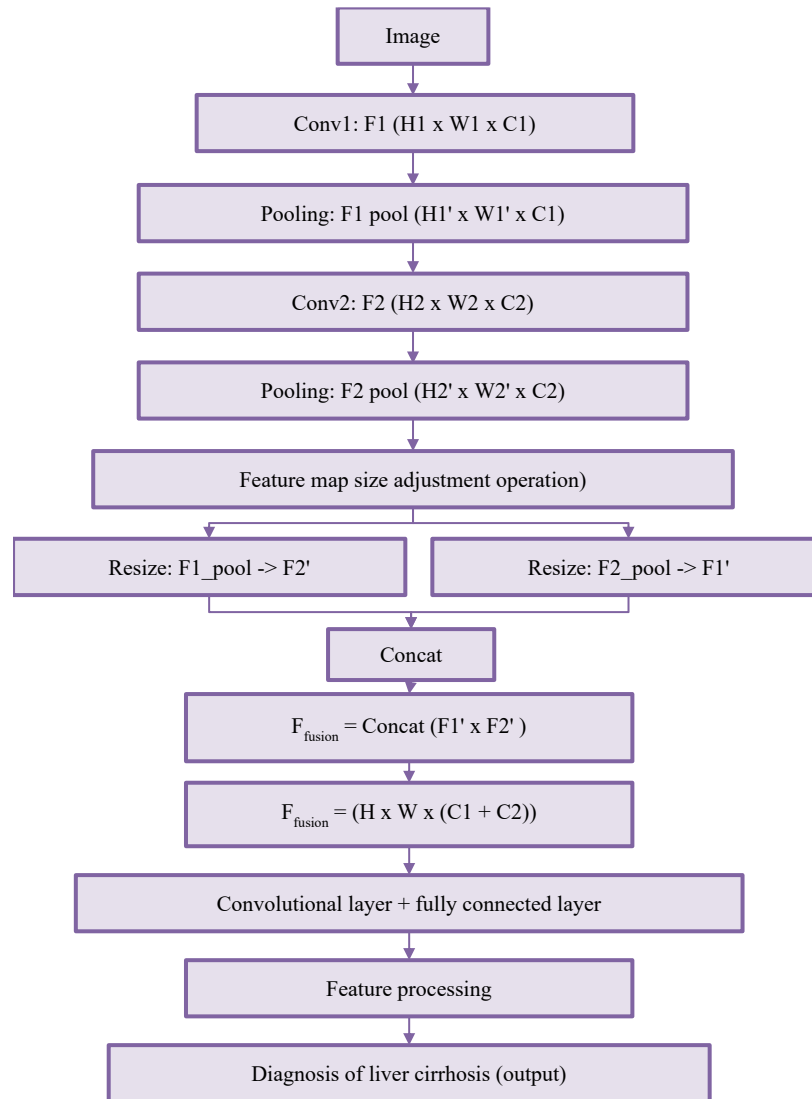 Image
Conv1: F1 (H1 x W1 x C1)
Pooling: F1 pool (H1' x W1' x C1)
Conv2: F2 (H2 x W2 x C2)
Pooling: F2 pool (H2' x W2' x C2)
Feature map size adjustment operation)
Resize: F1_pool -> F2'
Resize: F2_pool -> F1'
Concat
Ffusion = Concat (F1' x F2' )
Ffusion = (H x W x (C1 + C2))
Convolutional layer + fully connected layer
Feature processing
Diagnosis of liver cirrhosis (output)